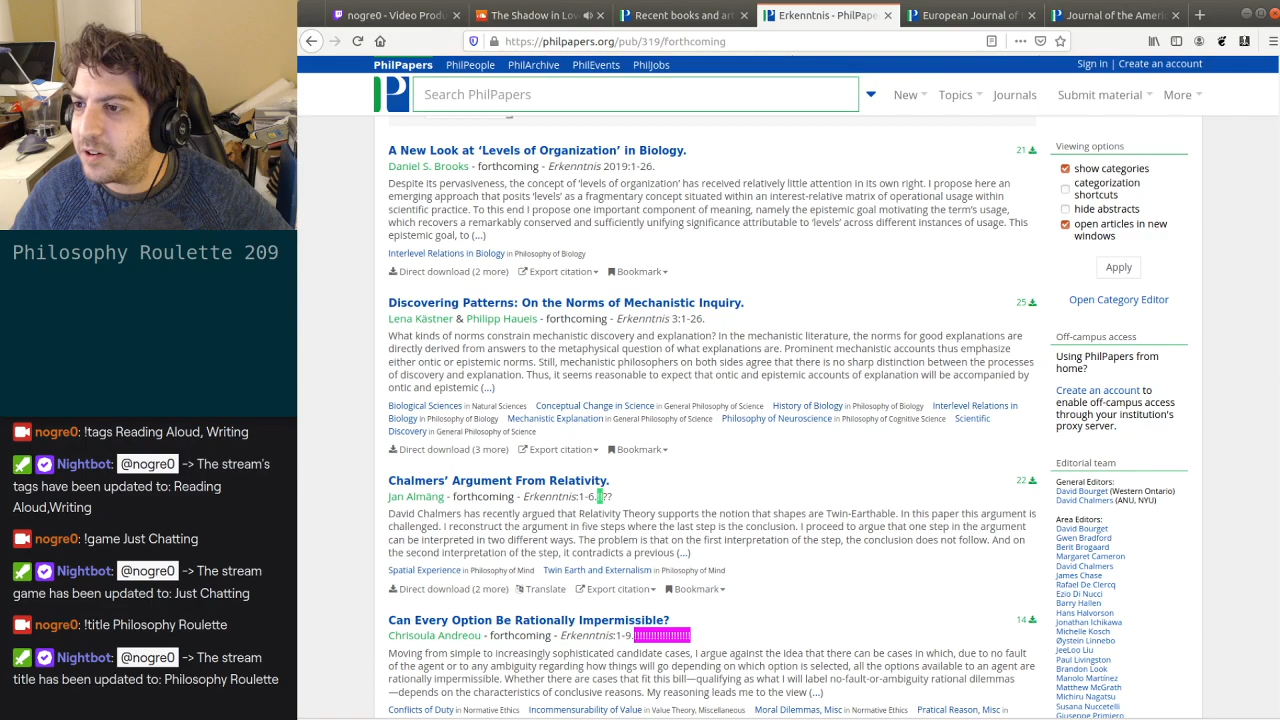 nogre0 - Video Produ
The Shadow in Lov
Recent books and art
Erkenntnis - PhilPape
European Journal of
Journal of the Ameri
https://philpapers.org/pub/319/forthcoming
PhilPapers PhilPeople PhilArchive PhilEvents PhilJobs
Sign in | Create an account
Search PhilPapers
New Topics Journals Submit material More
A New Look at ‘Levels of Organization’ in Biology.
21
Daniel S. Brooks - forthcoming - Erkenntnis 2019:1-26.
Despite its pervasiveness, the concept of ‘levels of organization’ has received relatively little attention in its own right. I propose here an
emerging approach that posits ‘levels’ as a fragmentary concept situated within an interest-relative matrix of operational usage within
scientific practice. To this end I propose one important component of meaning, namely the epistemic goal motivating the term’s usage,
which recovers a remarkably conserved and sufficiently unifying significance attributable to ‘levels’ across different instances of usage. This
epistemic goal, to (...)
Interlevel Relations in Biology in Philosophy of Biology
Direct download (2 more) Export citation Bookmark
Discovering Patterns: On the Norms of Mechanistic Inquiry.
25
Lena Kästner & Philipp Haueis - forthcoming - Erkenntnis 3:1-26.
What kinds of norms constrain mechanistic discovery and explanation? In the mechanistic literature, the norms for good explanations are
directly derived from answers to the metaphysical question of what explanations are. Prominent mechanistic accounts thus emphasize
either ontic or epistemic norms. Still, mechanistic philosophers on both sides agree that there is no sharp distinction between the processes
of discovery and explanation. Thus, it seems reasonable to expect that ontic and epistemic accounts of explanation will be accompanied by
ontic and epistemic (...)
Biological Sciences in Natural Sciences Conceptual Change in Science in General Philosophy of Science History of Biology in Philosophy of Biology Interlevel Relations in
Biology in Philosophy of Biology Mechanistic Explanation in General Philosophy of Science Philosophy of Neuroscience in Philosophy of Cognitive Science Scientific
Discovery in General Philosophy of Science
Direct download (3 more) Export citation Bookmark
Chalmers’ Argument From Relativity.
22
Jan Almäng - forthcoming - Erkenntnis:1-6.!!??
David Chalmers has recently argued that Relativity Theory supports the notion that shapes are Twin-Earthable. In this paper this argument is
challenged. I reconstruct the argument in five steps where the last step is the conclusion. I proceed to argue that one step in the argument
can be interpreted in two different ways. The problem is that on the first interpretation of the step, the conclusion does not follow. And on
the second interpretation of the step, it contradicts a previous (...)
Spatial Experience in Philosophy of Mind Twin Earth and Externalism in Philosophy of Mind
Direct download (2 more) Translate Export citation Bookmark
Can Every Option Be Rationally Impermissible?
14
Chrisoula Andreou - forthcoming - Erkenntnis:1-9.
Moving from simple to increasingly sophisticated candidate cases, I argue against the idea that there can be cases in which, due to no fault
of the agent or to any ambiguity regarding how things will go depending on which option is selected, all the options available to an agent are
rationally impermissible. Whether there are cases that fit this bill—qualifying as what I will label no-fault-or-ambiguity rational dilemmas
—depends on the characteristics of conclusive reasons. My reasoning leads me to the view (...)
Conflicts of Duty in Normative Ethics Incommensurability of Value in Value Theory, Miscellaneous Moral Dilemmas, Misc in Normative Ethics Pratical Reason, Misc in
Viewing options
show categories
categorization
shortcuts
hide abstracts
open articles in new
windows
Apply
Open Category Editor
Off-campus access
Using PhilPapers from
home?
Create an account to
enable off-campus access
through your institution's
proxy server.
Editorial team
General Editors:
David Bourget (Western Ontario)
David Chalmers (ANU, NYU)
Area Editors:
David Bourget
Gwen Bradford
Berit Brogaard
Margaret Cameron
David Chalmers
James Chase
Rafael De Clercq
Ezio Di Nucci
Barry Hallen
Hans Halvorson
Jonathan Ichikawa
Michelle Kosch
Øystein Linnebo
JeeLoo Liu
Paul Livingston
Brandon Look
Manolo Martínez
Matthew McGrath
Michiru Nagatsu
Susana Nuccetelli
Giuseppe Primiero
Philosophy Roulette 209
nogre0: !tags Reading Aloud, Writing
Nightbot: @nogre0 -> The stream's
tags have been updated to: Reading
Aloud,Writing
nogre0: !game Just Chatting
Nightbot: @nogre0 -> The stream
game has been updated to: Just Chatting
nogre0: !title Philosophy Roulette
Nightbot: @nogre0 -> The stream
title has been updated to: Philosophy Roulette